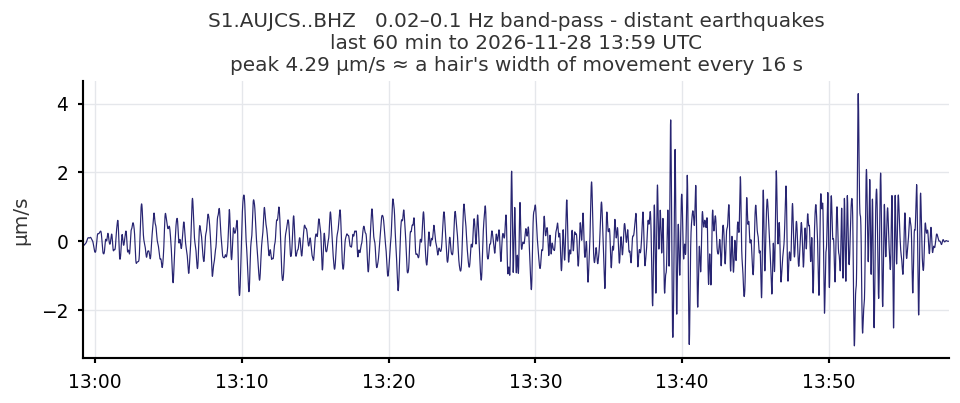 S1.AUJCS..BHZ   0.02–0.1 Hz band-pass - distant earthquakes
last 60 min to 2026-11-28 13:59 UTC
peak 4.29 μm/s ≈ a hair's width of movement every 16 s
μm/s
4
2
0
−2
13:00 13:10 13:20 13:30 13:40 13:50